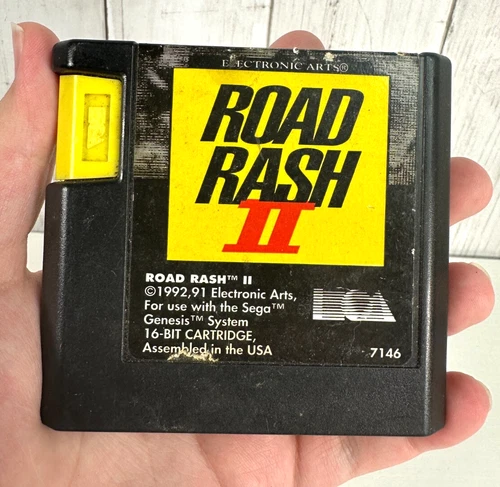 ELECTRONIC ARTS®
ROAD
RASH
II
ROAD RASH™ II
©1992,91 Electronic Arts,
For use with the Sega™
Genesis™ System
16-BIT CARTRIDGE,
Assembled in the USA
EA
7146